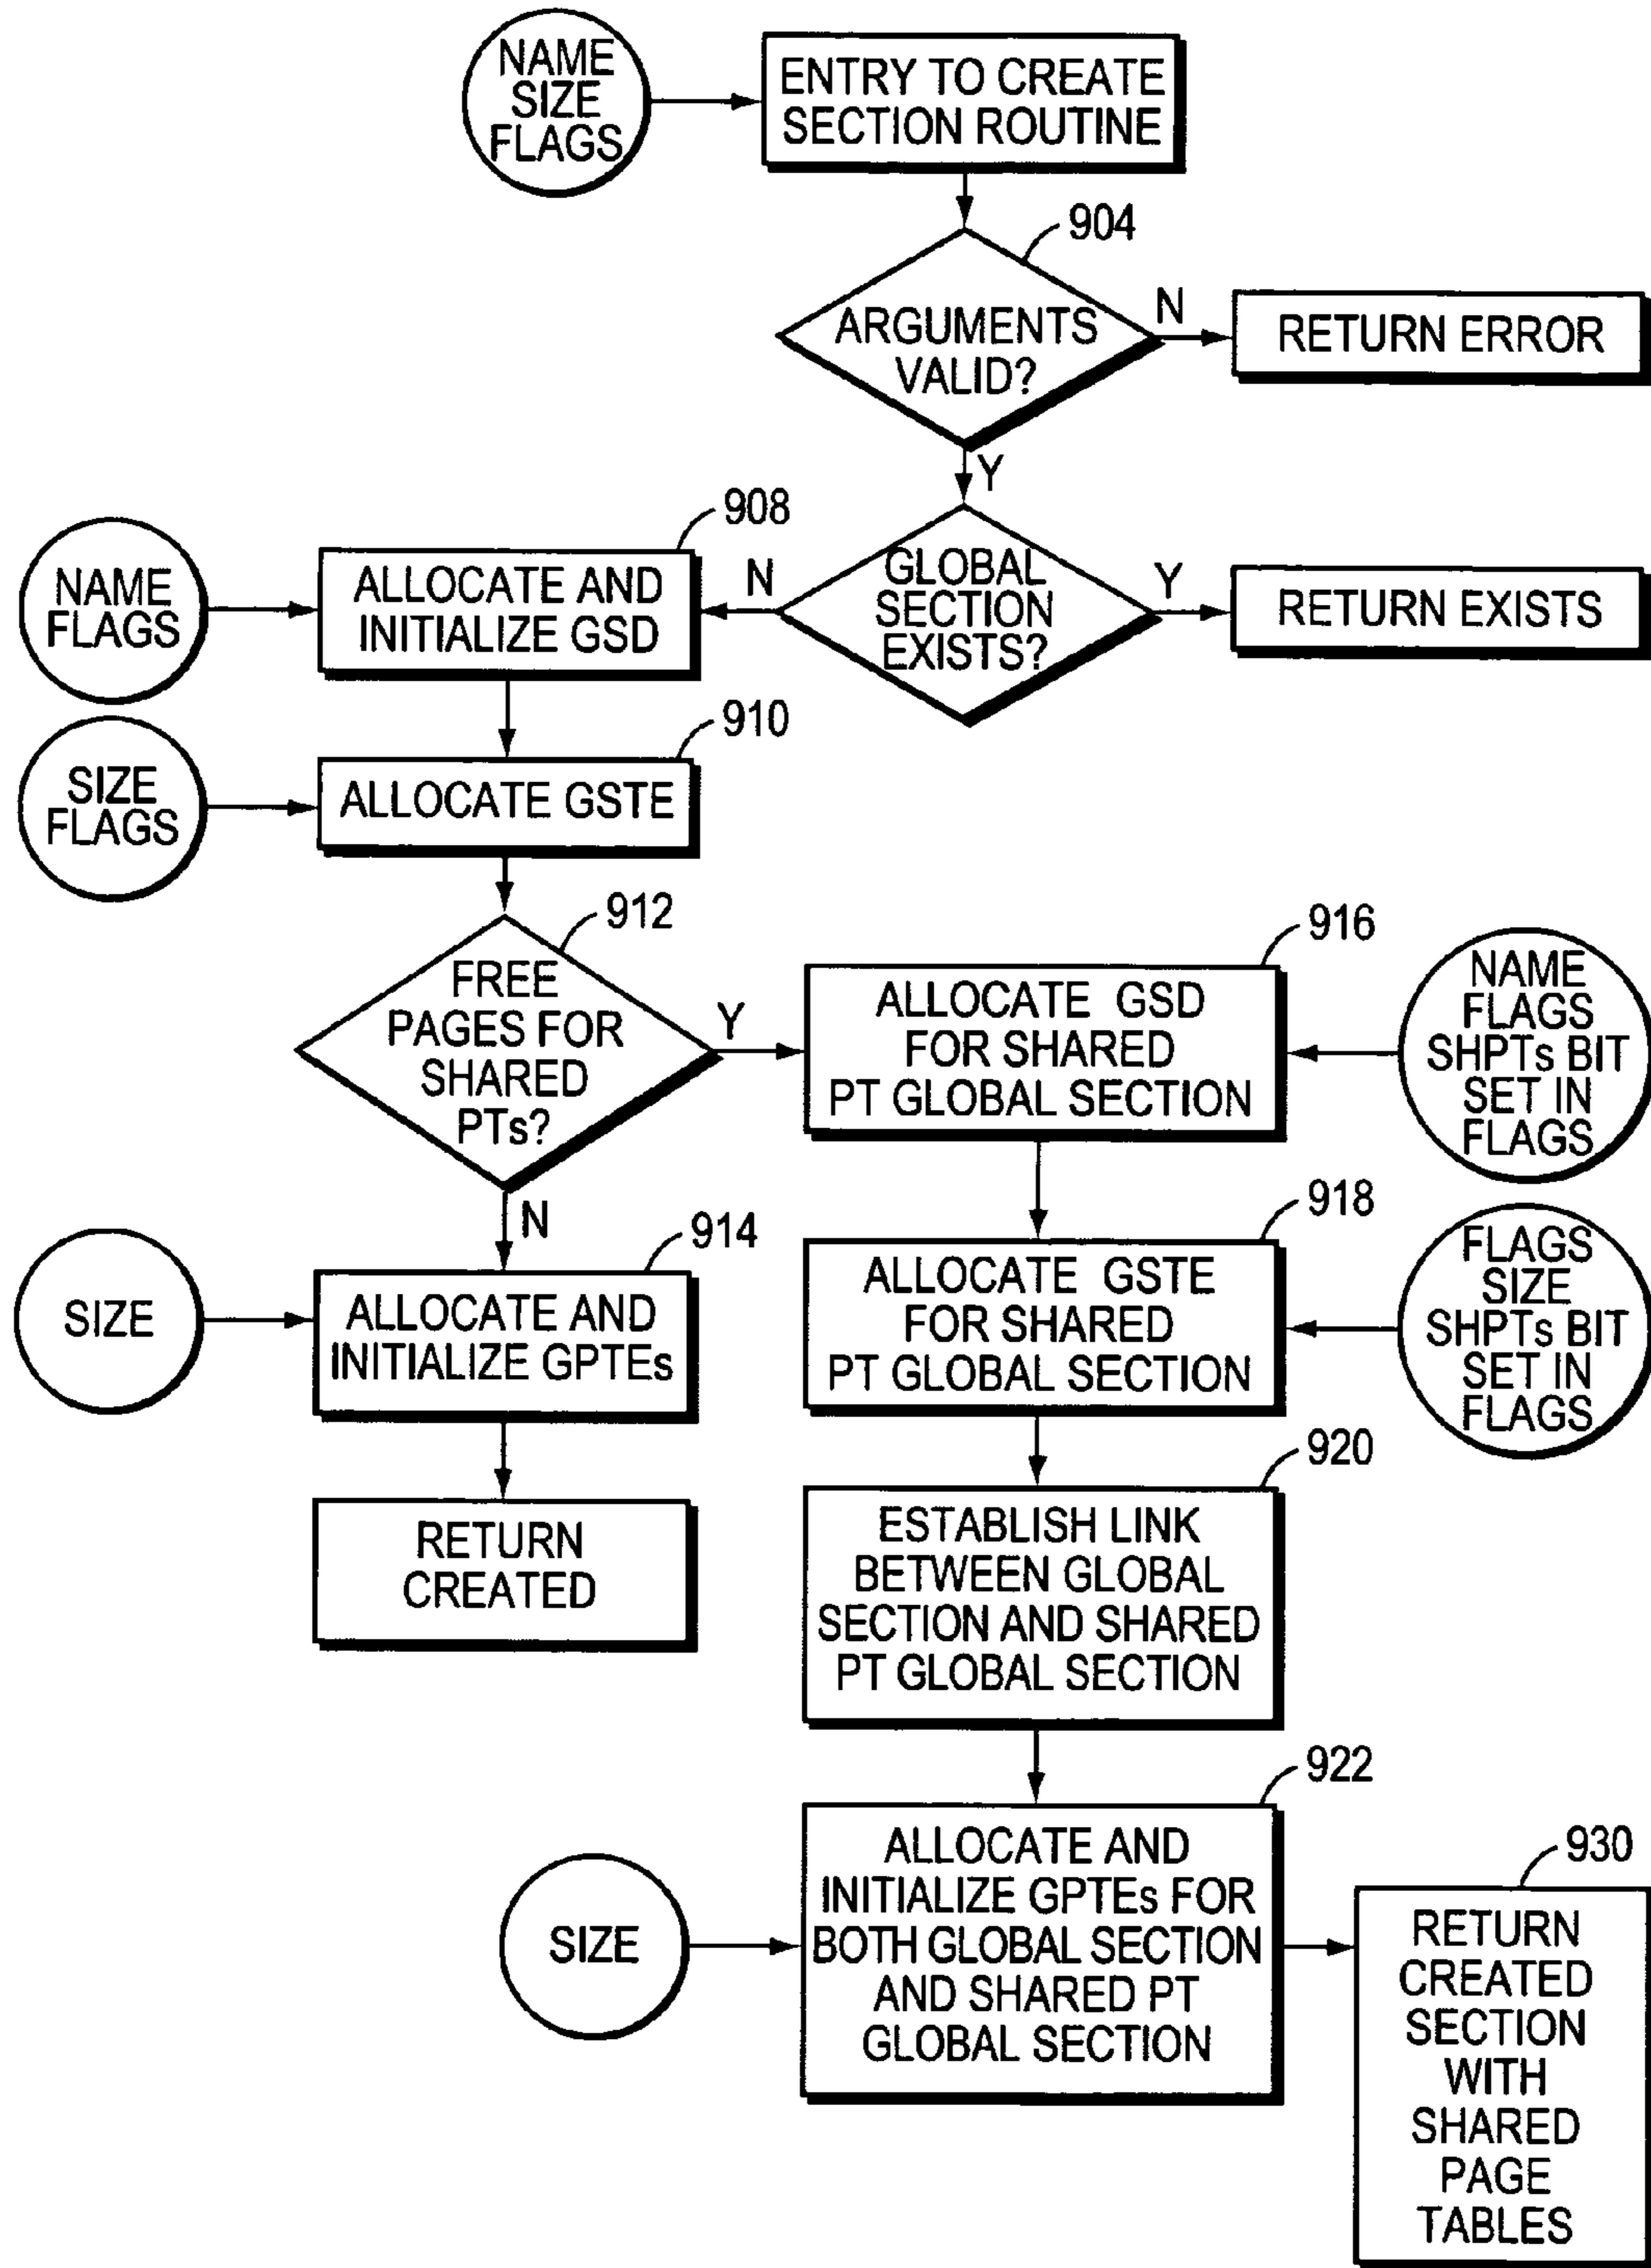 NAME
SIZE
FLAGS
ENTRY TO CREATE
SECTION ROUTINE
904
ARGUMENTS
VALID?
N
RETURN ERROR
Y
908
NAME
FLAGS
ALLOCATE AND
INITIALIZE GSD
N
GLOBAL
SECTION
EXISTS?
Y
RETURN EXISTS
910
SIZE
FLAGS
ALLOCATE GSTE
912
FREE
PAGES FOR
SHARED
PTs?
Y
916
ALLOCATE GSD
FOR SHARED
PT GLOBAL SECTION
NAME
FLAGS
SHPTs BIT
SET IN
FLAGS
N
914
SIZE
ALLOCATE AND
INITIALIZE GPTEs
918
ALLOCATE GSTE
FOR SHARED
PT GLOBAL SECTION
FLAGS
SIZE
SHPTs BIT
SET IN
FLAGS
RETURN
CREATED
920
ESTABLISH LINK
BETWEEN GLOBAL
SECTION AND SHARED
PT GLOBAL SECTION
922
SIZE
ALLOCATE AND
INITIALIZE GPTEs FOR
BOTH GLOBAL SECTION
AND SHARED PT
GLOBAL SECTION
930
RETURN
CREATED
SECTION
WITH
SHARED
PAGE
TABLES